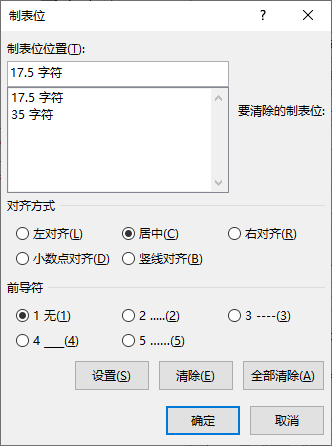 制表位
?
制表位位置(T):
17.5 字符
17.5 字符
35 字符
要清除的制表位:
对齐方式
左对齐(L) 居中(C) 右对齐(R)
小数点对齐(D) 竖线对齐(B)
前导符
1 无(1) 2 .....(2) 3 ----(3)
4 ___(4) 5 ......(5)
设置(S) 清除(E) 全部清除(A)
确定 取消